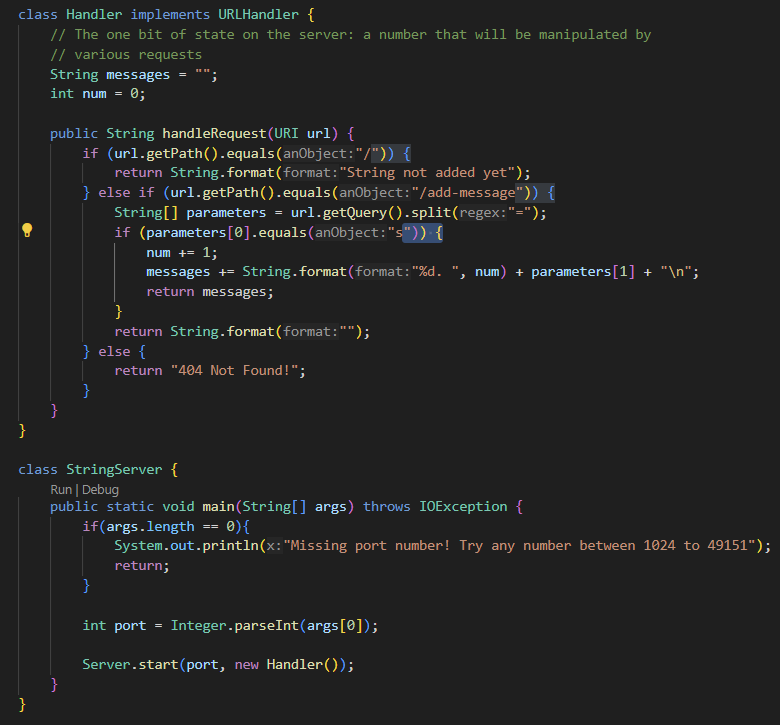 class Handler implements URLHandler {
    // The one bit of state on the server: a number that will be manipulated by
    // various requests
    String messages = "";
    int num = 0;

    public String handleRequest(URI url) {
        if (url.getPath().equals(anObject:"/")) {
            return String.format(format:"String not added yet");
        } else if (url.getPath().equals(anObject:"/add-message")) {
            String[] parameters = url.getQuery().split(regex:"=");
            if (parameters[0].equals(anObject:"s")) {
                num += 1;
                messages += String.format(format:"%d. ", num) + parameters[1] + "\n";
                return messages;
            }
            return String.format(format:"");
        } else {
            return "404 Not Found!";
        }
    }
}

class StringServer {
    Run | Debug
    public static void main(String[] args) throws IOException {
        if(args.length == 0){
            System.out.println(x:"Missing port number! Try any number between 1024 to 49151");
            return;
        }

        int port = Integer.parseInt(args[0]);

        Server.start(port, new Handler());
    }
}